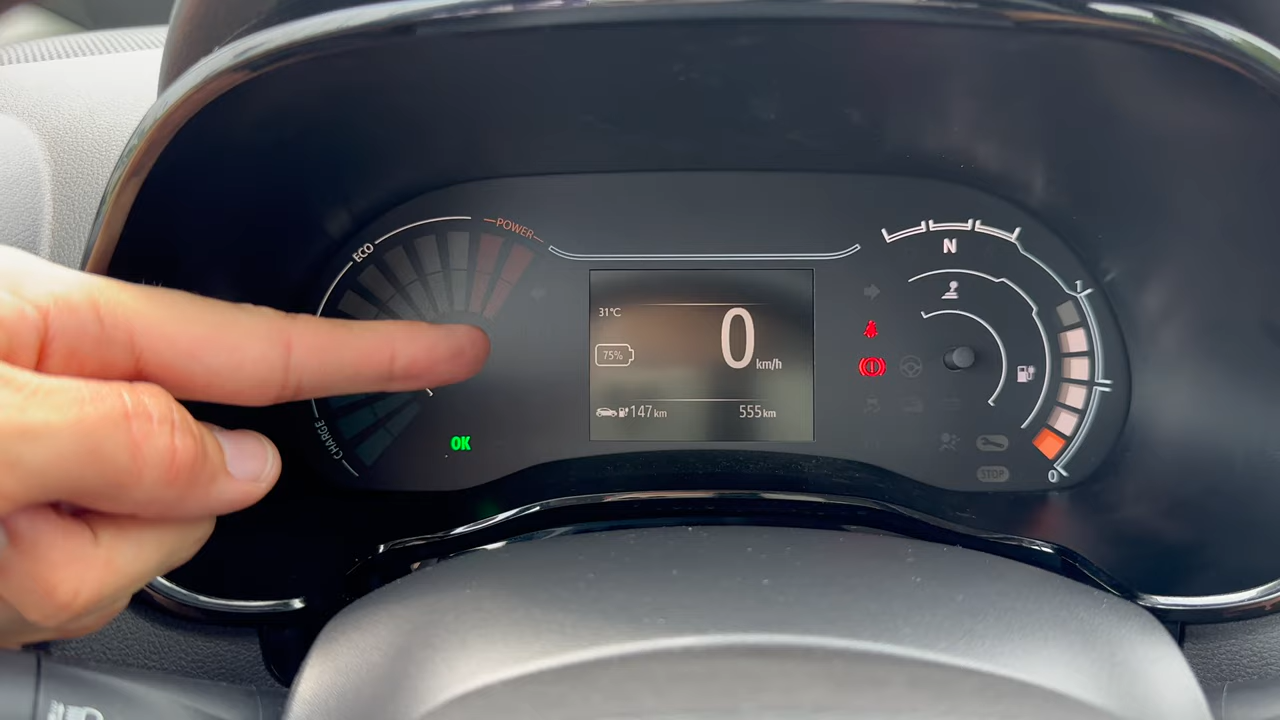 POWER
ECO
CHARGE
OK
31°C
75%
0 km/h
147 km
555 km
N
1
0
STOP